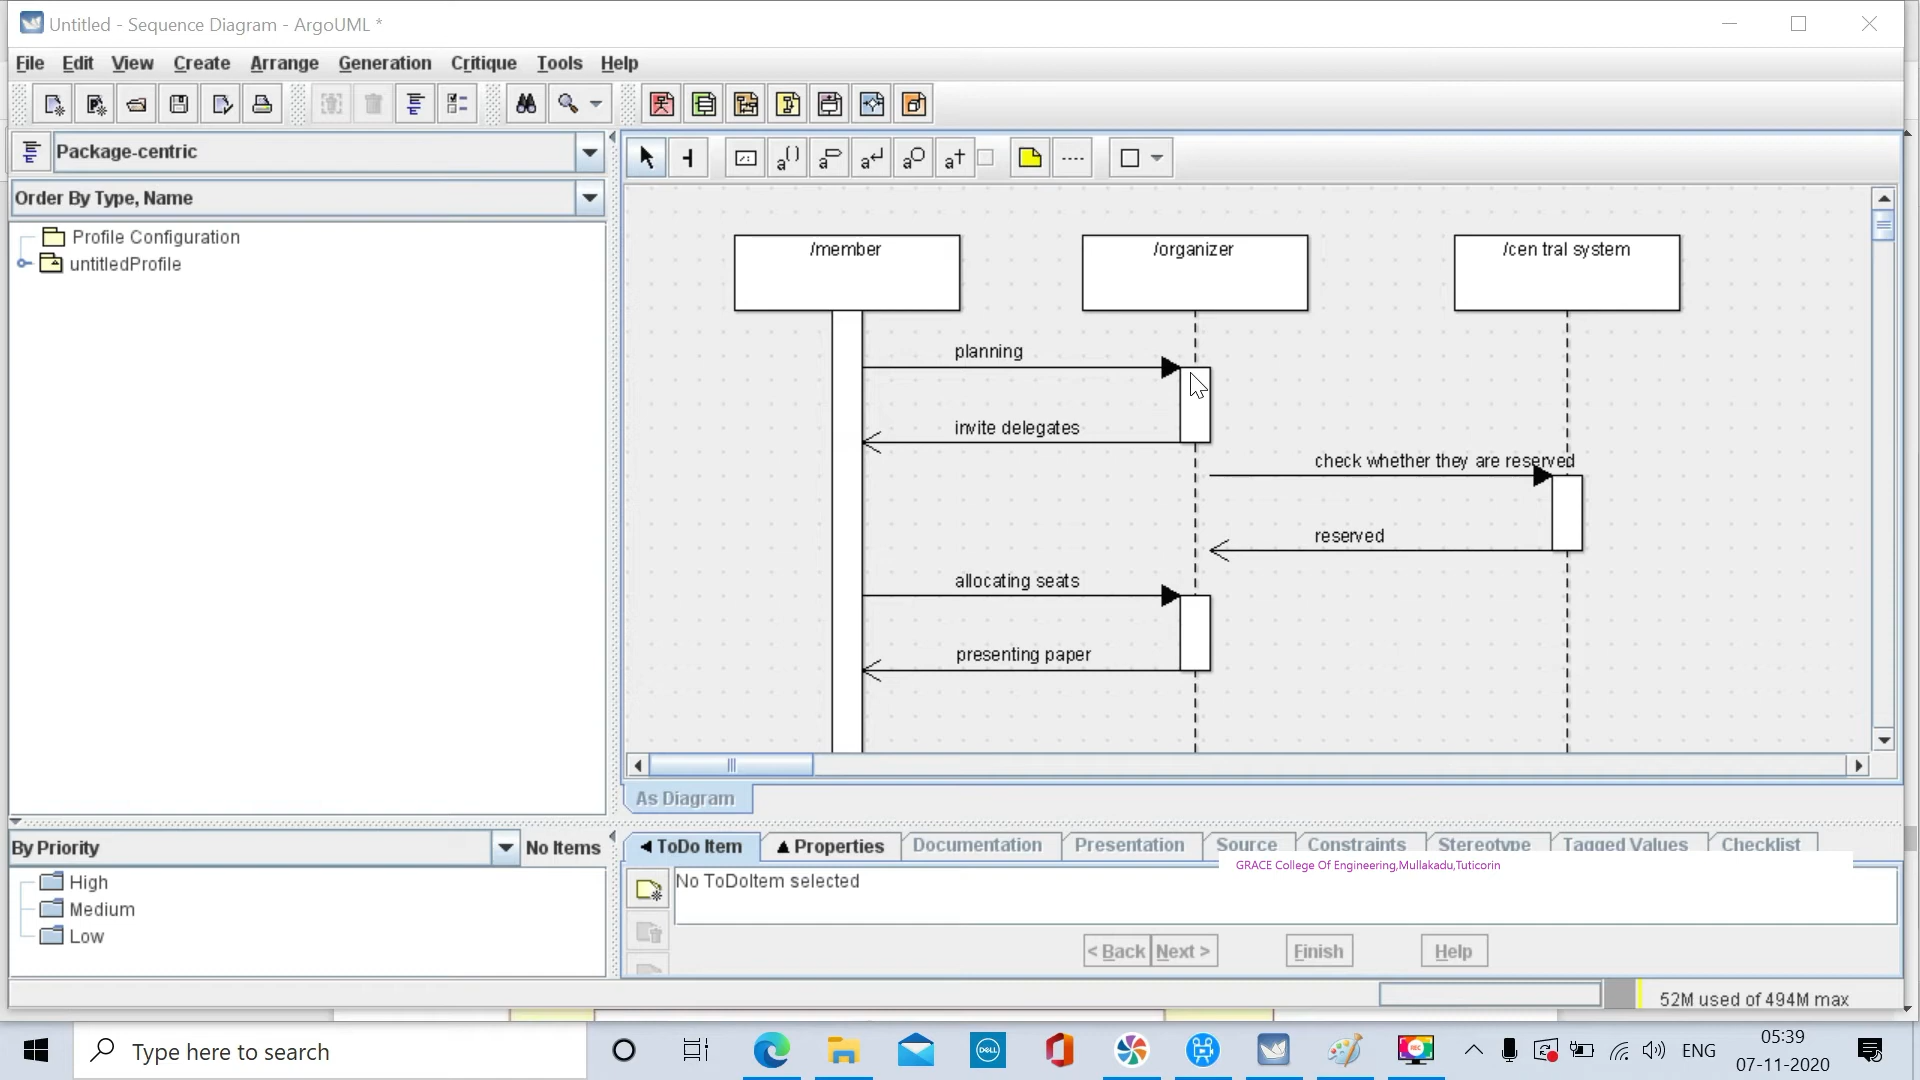 Untitled - Sequence Diagram - ArgoUML *
File Edit View Create Arrange Generation Critique Tools Help
Package-centric
Order By Type, Name
Profile Configuration
untitledProfile
/member
/organizer
/cen tral system
planning
invite delegates
check whether they are reserved
reserved
allocating seats
presenting paper
As Diagram
By Priority
No Items
High
Medium
Low
ToDo Item Properties Documentation Presentation Source Constraints Stereotype Tagged Values Checklist
GRACE College Of Engineering,Mullakadu,Tuticorin
No ToDoItem selected
< Back Next > Finish Help
52M used of 494M max
Type here to search
DELL
REC
ENG
05:39
07-11-2020